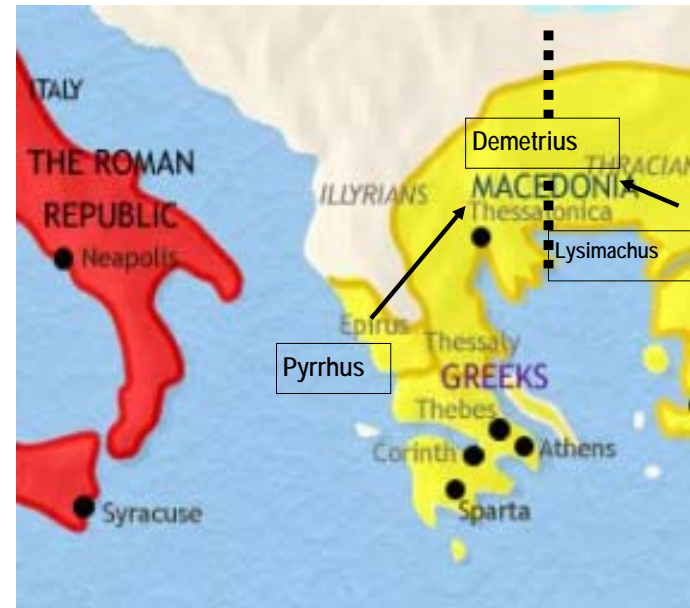 ITALY
THE ROMAN
REPUBLIC
Neapolis
Syracuse
ILLYRIANS
Demetrius
THRACIAN
MACEDONIA
Thessalonica
Lysimachus
Epirus
Pyrrhus
Thessaly
GREEKS
Thebes
Corinth
Athens
Sparta